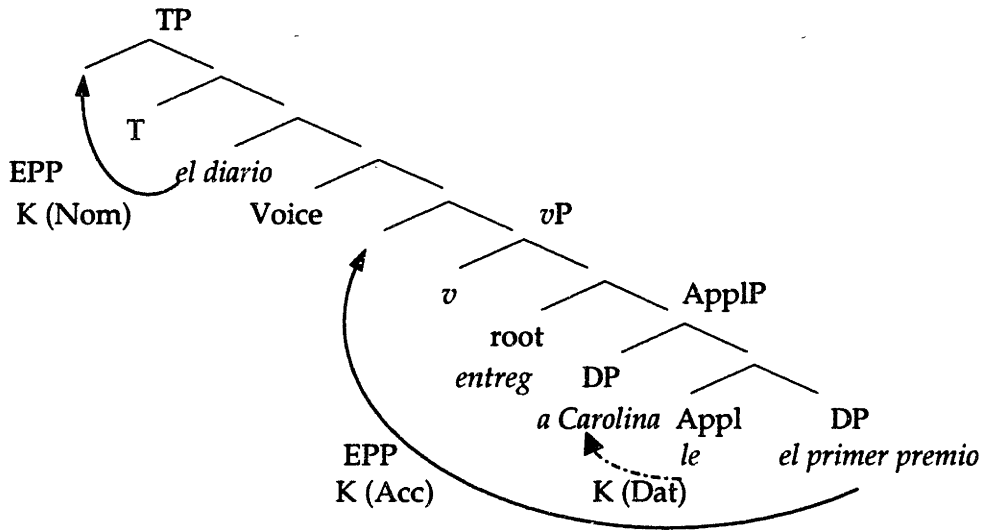 TP
T
EPP el diario
K (Nom) Voice vP
v ApplP
root
entreg DP
a Carolina Appl DP
EPP le el primer premio
K (Acc) K (Dat)